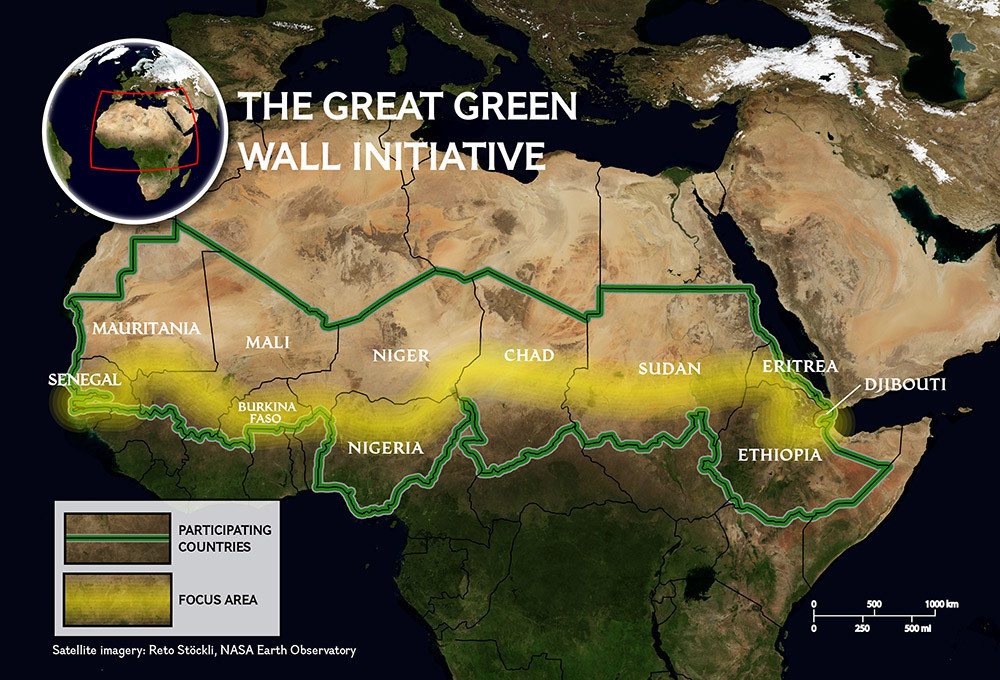 THE GREAT GREEN
WALL INITIATIVE
MAURITANIA
MALI
NIGER
CHAD
SUDAN
ERITREA
DJIBOUTI
SENEGAL
BURKINA
FASO
NIGERIA
ETHIOPIA
PARTICIPATING
COUNTRIES
FOCUS AREA
0 500 1000 km
0 250 500 mi
Satellite imagery: Reto Stöckli, NASA Earth Observatory